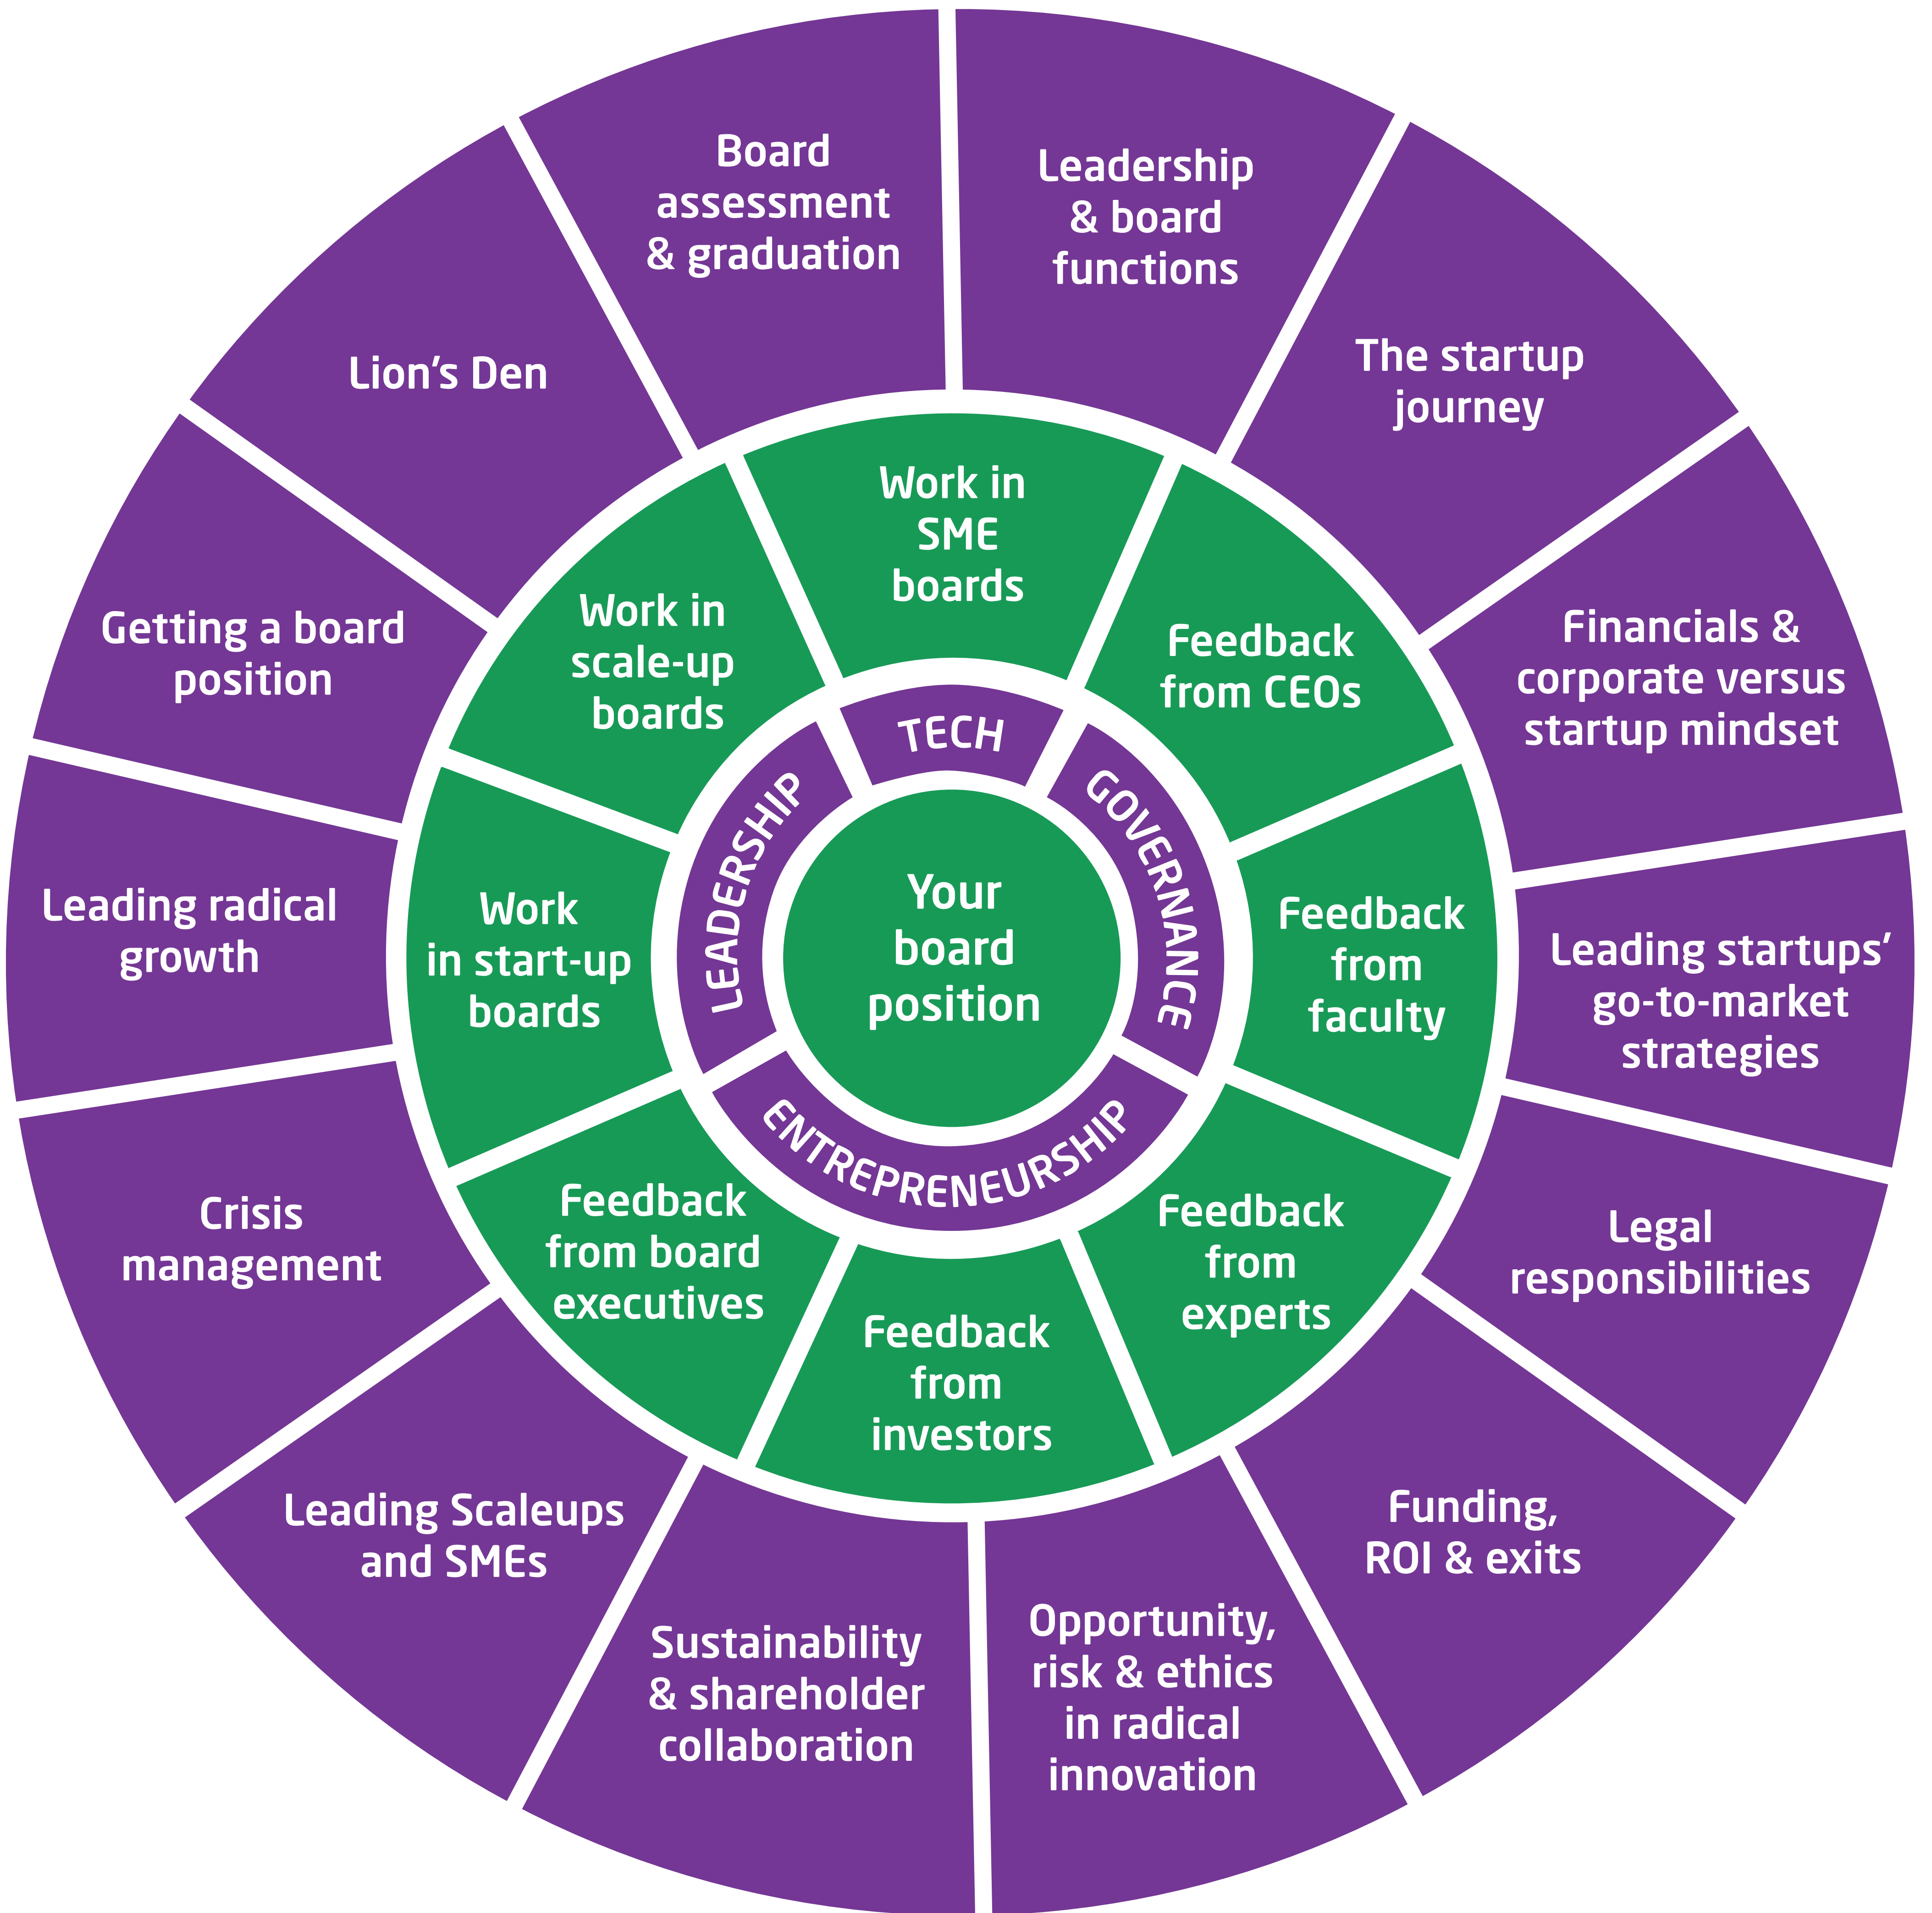 Board
assessment
& graduation
Leadership
& board
functions
The startup
journey
Financials &
corporate versus
startup mindset
Leading startups’
go-to-market
strategies
Legal
responsibilities
Funding,
ROI & exits
Opportunity,
risk & ethics
in radical
innovation
Sustainability
& shareholder
collaboration
Leading Scaleups
and SMEs
Crisis
management
Leading radical
growth
Getting a board
position
Lion’s Den
Work in
SME
boards
Feedback
from CEOs
Feedback
from
faculty
Feedback
from
experts
Feedback
from
investors
Feedback
from board
executives
Work
in start-up
boards
Work in
scale-up
boards
TECH
GOVERNANCE
ENTREPRENEURSHIP
LEADERSHIP
Your
board
position